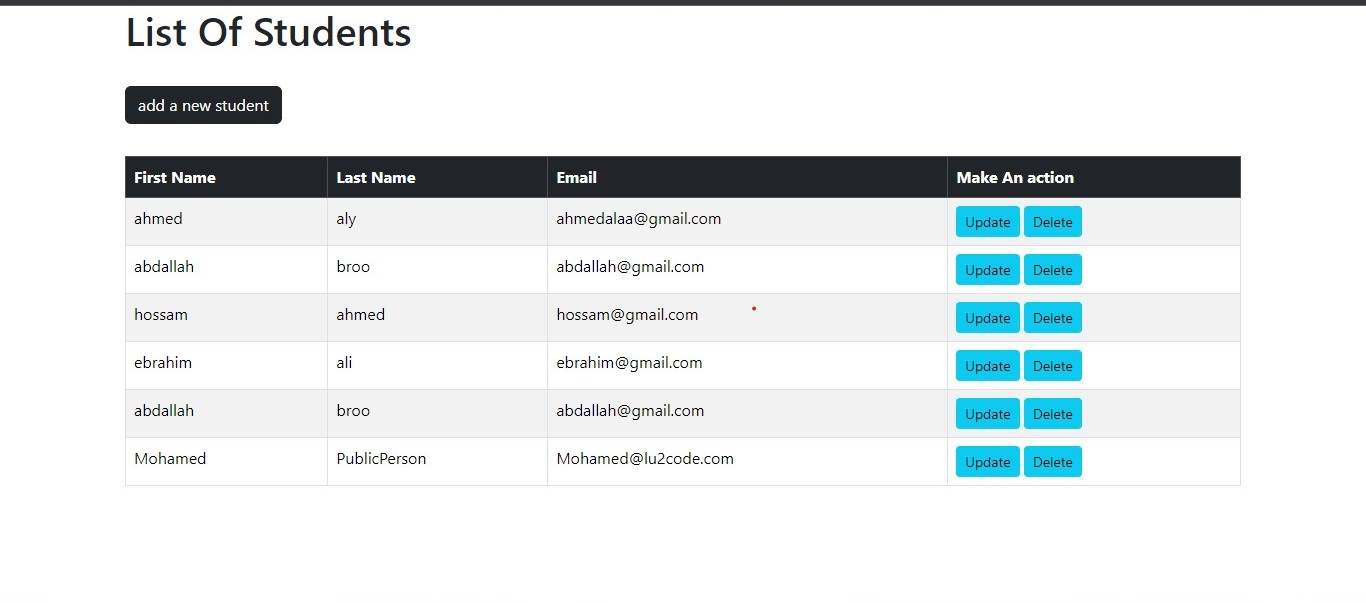 List Of Students
add a new student
First Name Last Name Email Make An action
ahmed aly ahmedalaa@gmail.com Update Delete
abdallah broo abdallah@gmail.com Update Delete
hossam ahmed hossam@gmail.com Update Delete
ebrahim ali ebrahim@gmail.com Update Delete
abdallah broo abdallah@gmail.com Update Delete
Mohamed PublicPerson Mohamed@lu2code.com Update Delete